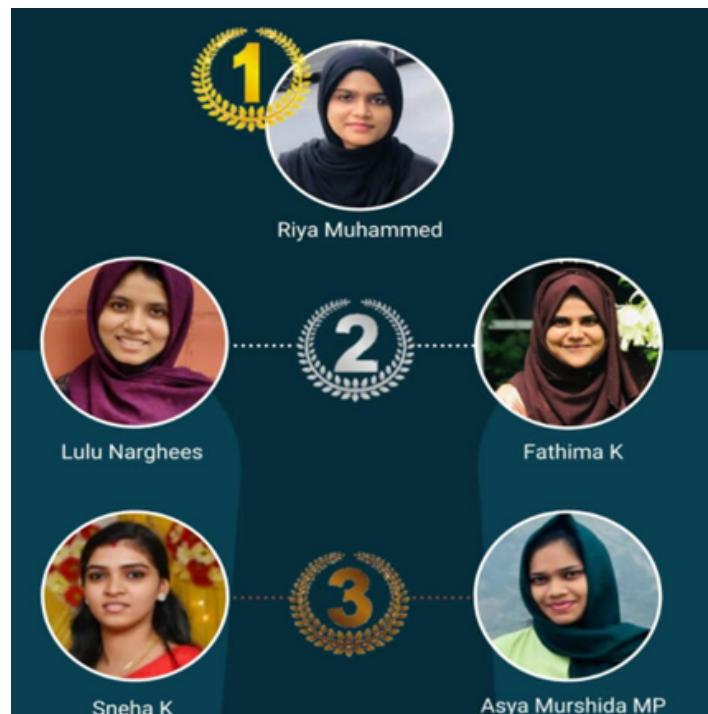 1
Riya Muhammed
2
Lulu Narghees
Fathima K
3
Sneha K
Asya Murshida MP